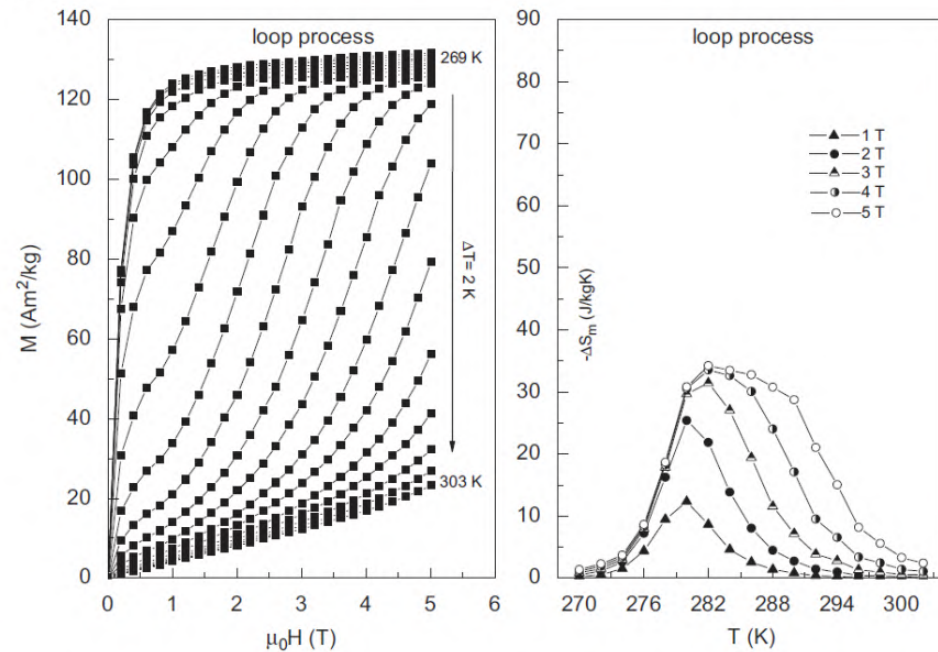 loop process
140
120
100
80
60
40
20
0
M (Am²/kg)
269 K
ΔT= 2 K
303 K
0 1 2 3 4 5 6
μ₀H (T)
loop process
90
80
70
60
50
40
30
20
10
0
-ΔSₘ (J/kgK)
1 T
2 T
3 T
4 T
5 T
270 276 282 288 294 300
T (K)